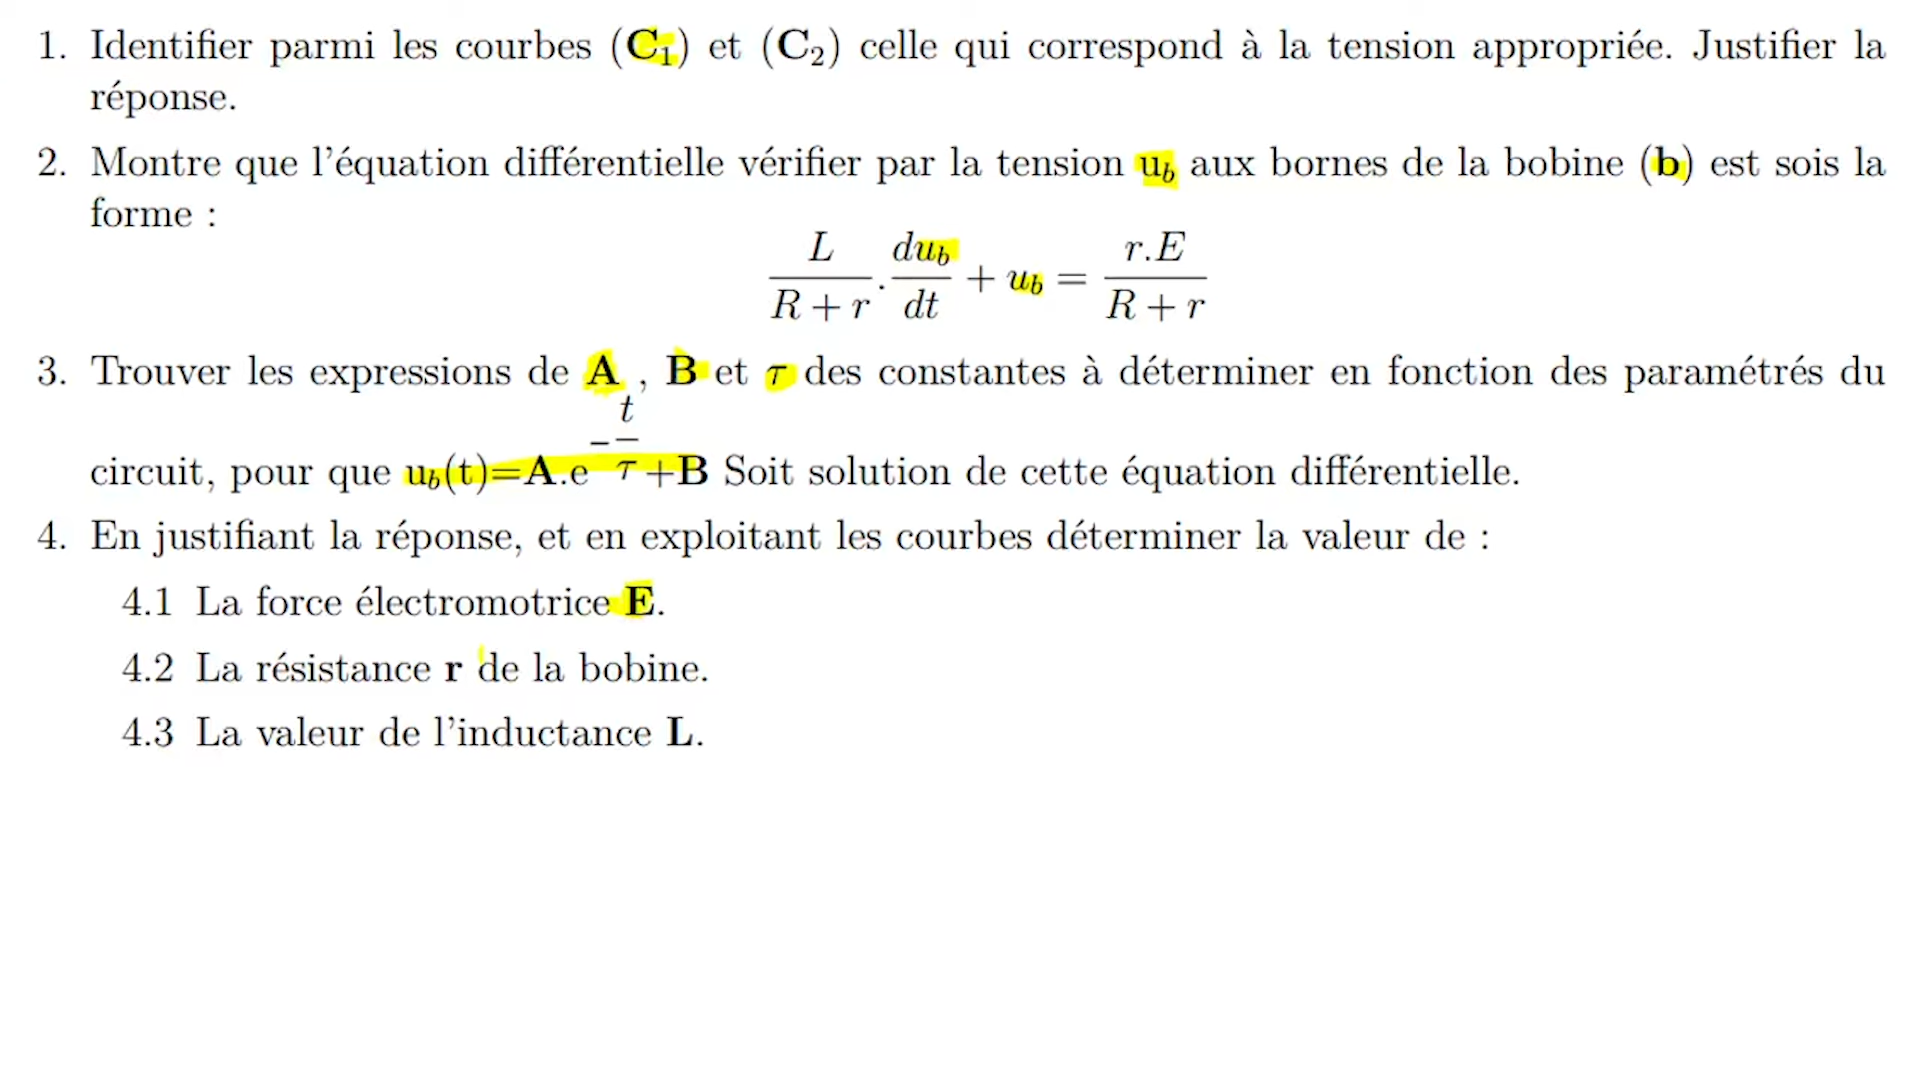 1. Identifier parmi les courbes (C₁) et (C₂) celle qui correspond à la tension appropriée. Justifier la
réponse.
2. Montre que l'équation différentielle vérifier par la tension u_b aux bornes de la bobine (b) est sois la
forme :
\frac{L}{R+r}.\frac{du_b}{dt} + u_b = \frac{r.E}{R+r}
3. Trouver les expressions de A , B et τ des constantes à déterminer en fonction des paramétrés du
circuit, pour que u_b(t)=A.e^{-\frac{t}{τ}}+B Soit solution de cette équation différentielle.
4. En justifiant la réponse, et en exploitant les courbes déterminer la valeur de :
4.1 La force électromotrice E.
4.2 La résistance r de la bobine.
4.3 La valeur de l'inductance L.